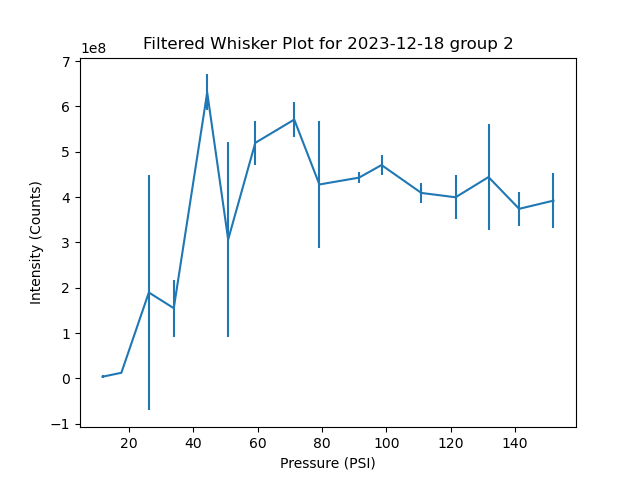 Filtered Whisker Plot for 2023-12-18 group 2
1e8
7
6
5
4
3
2
1
0
−1
20 40 60 80 100 120 140
Pressure (PSI)
Intensity (Counts)